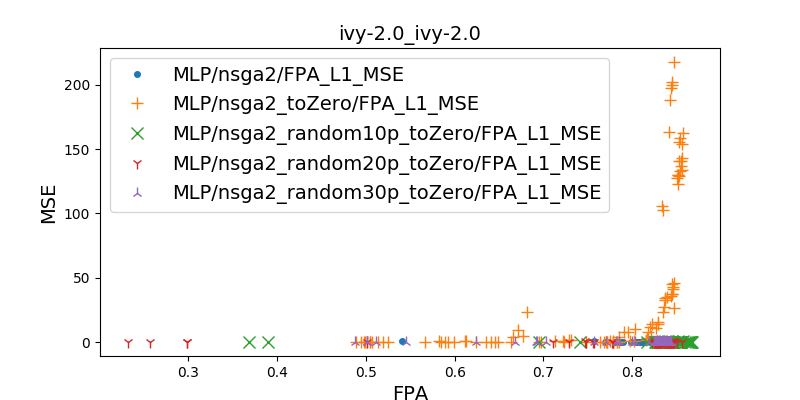 ivy-2.0_ivy-2.0
MLP/nsga2/FPA_L1_MSE
MLP/nsga2_toZero/FPA_L1_MSE
MLP/nsga2_random10p_toZero/FPA_L1_MSE
MLP/nsga2_random20p_toZero/FPA_L1_MSE
MLP/nsga2_random30p_toZero/FPA_L1_MSE
MSE
200
150
100
50
0
0.3 0.4 0.5 0.6 0.7 0.8
FPA